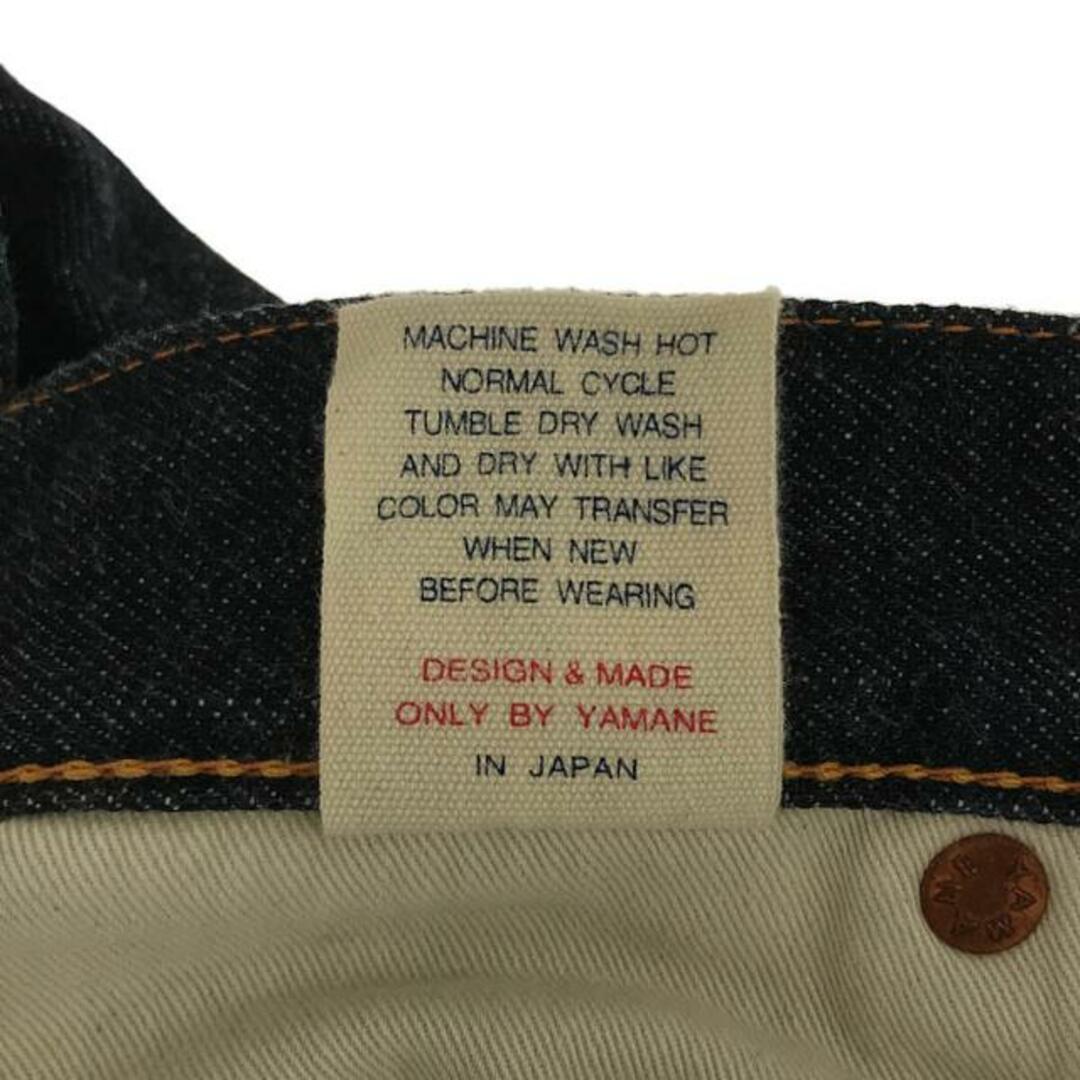 MACHINE WASH HOT
NORMAL CYCLE
TUMBLE DRY WASH
AND DRY WITH LIKE
COLOR MAY TRANSFER
WHEN NEW
BEFORE WEARING
DESIGN & MADE
ONLY BY YAMANE
IN JAPAN
YAMANE